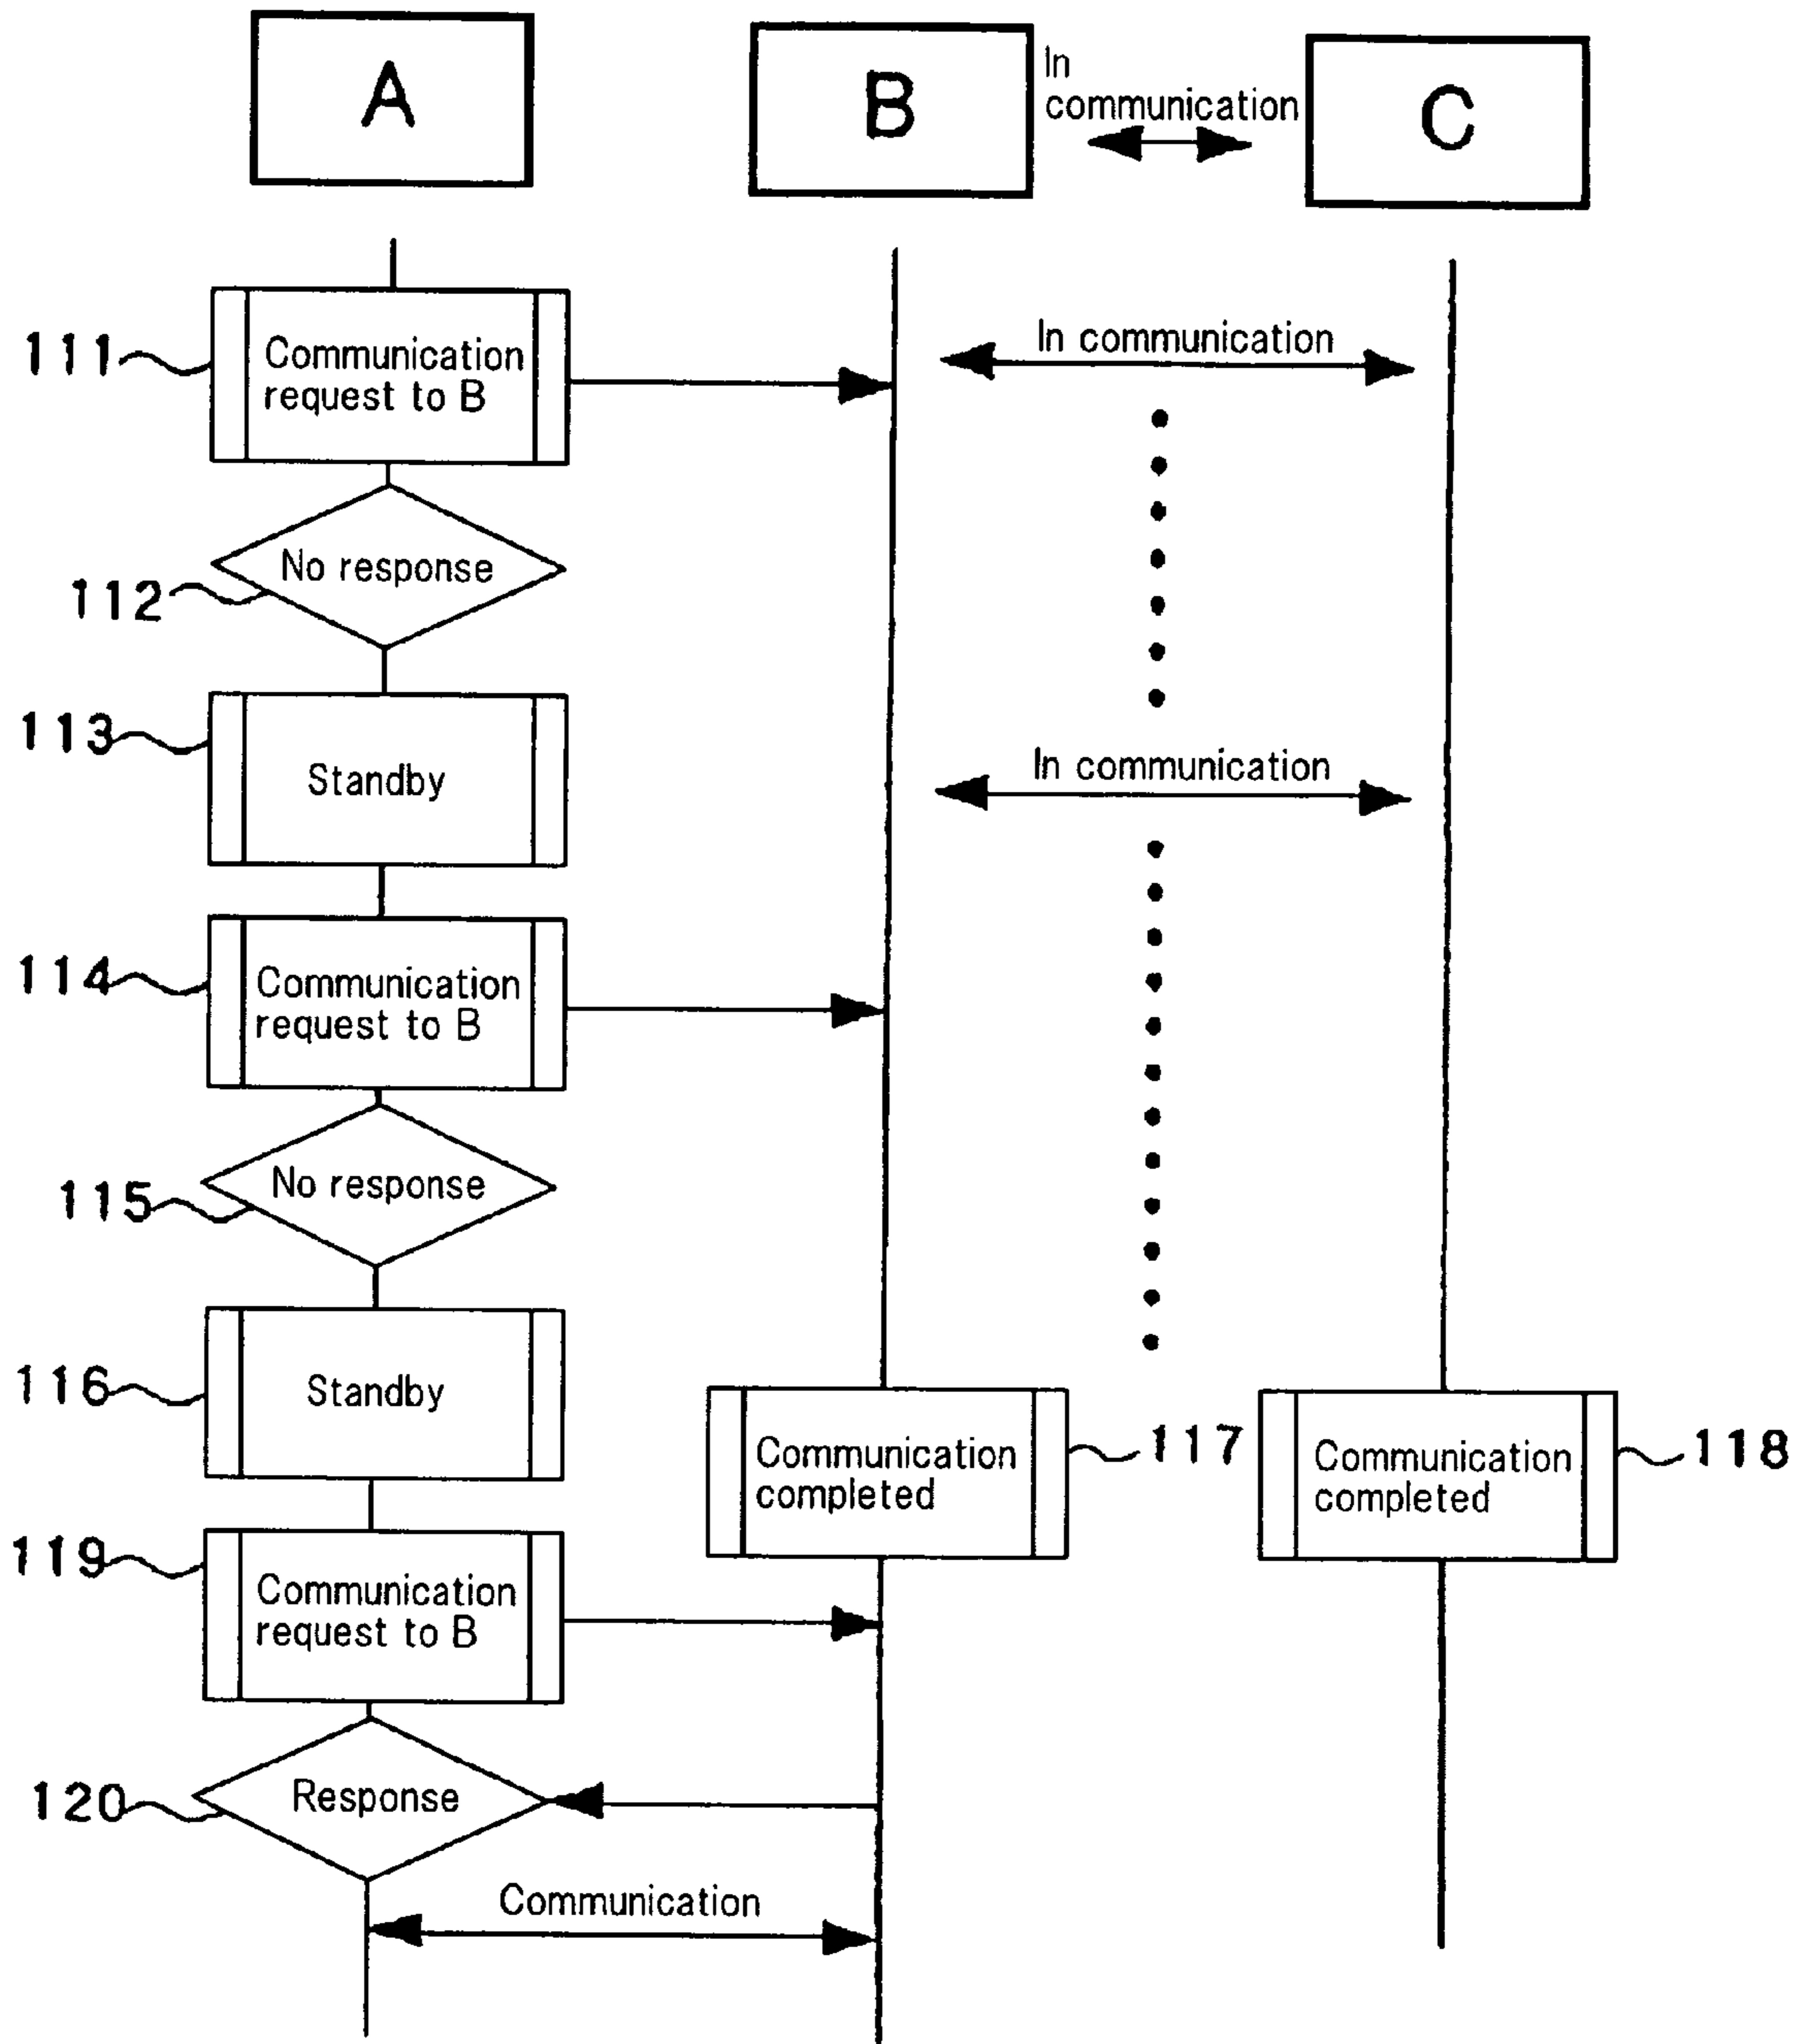 A
B
In
communication
C
111
Communication
request to B
In communication
112
No response
113
Standby
In communication
114
Communication
request to B
115
No response
116
Standby
Communication
completed
117
Communication
completed
118
119
Communication
request to B
120
Response
Communication